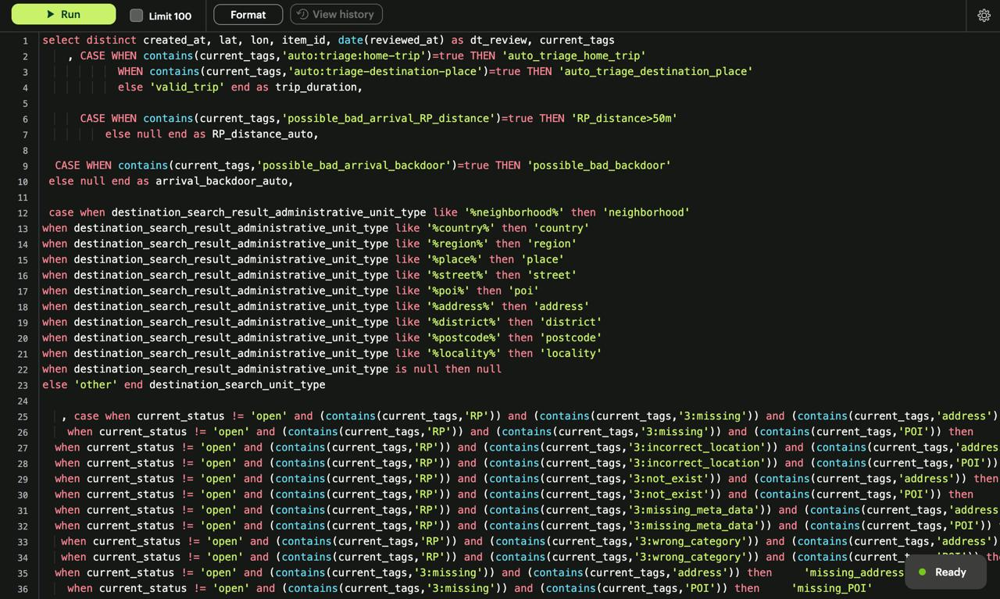 Run
Limit 100
Format
View history
1 select distinct created_at, lat, lon, item_id, date(reviewed_at) as dt_review, current_tags
2 , CASE WHEN contains(current_tags,'auto:triage:home-trip')=true THEN 'auto_triage_home_trip'
3 WHEN contains(current_tags,'auto:triage-destination-place')=true THEN 'auto_triage_destination_place'
4 else 'valid_trip' end as trip_duration,
5
6 CASE WHEN contains(current_tags,'possible_bad_arrival_RP_distance')=true THEN 'RP_distance>50m'
7 else null end as RP_distance_auto,
8
9 CASE WHEN contains(current_tags,'possible_bad_arrival_backdoor')=true THEN 'possible_bad_backdoor'
10 else null end as arrival_backdoor_auto,
11
12 case when destination_search_result_administrative_unit_type like '%neighborhood%' then 'neighborhood'
13 when destination_search_result_administrative_unit_type like '%country%' then 'country'
14 when destination_search_result_administrative_unit_type like '%region%' then 'region'
15 when destination_search_result_administrative_unit_type like '%place%' then 'place'
16 when destination_search_result_administrative_unit_type like '%street%' then 'street'
17 when destination_search_result_administrative_unit_type like '%poi%' then 'poi'
18 when destination_search_result_administrative_unit_type like '%address%' then 'address'
19 when destination_search_result_administrative_unit_type like '%district%' then 'district'
20 when destination_search_result_administrative_unit_type like '%postcode%' then 'postcode'
21 when destination_search_result_administrative_unit_type like '%locality%' then 'locality'
22 when destination_search_result_administrative_unit_type is null then null
23 else 'other' end destination_search_unit_type
24
25 , case when current_status != 'open' and (contains(current_tags,'RP')) and (contains(current_tags,'3:missing')) and (contains(current_tags,'address')
26 when current_status != 'open' and (contains(current_tags,'RP')) and (contains(current_tags,'3:missing')) and (contains(current_tags,'POI')) then
27 when current_status != 'open' and (contains(current_tags,'RP')) and (contains(current_tags,'3:incorrect_location')) and (contains(current_tags,'addres
28 when current_status != 'open' and (contains(current_tags,'RP')) and (contains(current_tags,'3:incorrect_location')) and (contains(current_tags,'POI'))
29 when current_status != 'open' and (contains(current_tags,'RP')) and (contains(current_tags,'3:not_exist')) and (contains(current_tags,'address')) then
30 when current_status != 'open' and (contains(current_tags,'RP')) and (contains(current_tags,'3:not_exist')) and (contains(current_tags,'POI')) then
31 when current_status != 'open' and (contains(current_tags,'RP')) and (contains(current_tags,'3:missing_meta_data')) and (contains(current_tags,'address
32 when current_status != 'open' and (contains(current_tags,'RP')) and (contains(current_tags,'3:missing_meta_data')) and (contains(current_tags,'POI'))
33 when current_status != 'open' and (contains(current_tags,'RP')) and (contains(current_tags,'3:wrong_category')) and (contains(current_tags,'address')
34 when current_status != 'open' and (contains(current_tags,'RP')) and (contains(current_tags,'3:wrong_category')) and (contains(current_t
35 when current_status != 'open' and (contains(current_tags,'3:missing')) and (contains(current_tags,'address')) then 'missing_address
36 when current_status != 'open' and (contains(current_tags,'3:missing')) and (contains(current_tags,'POI')) then 'missing_POI'
Ready